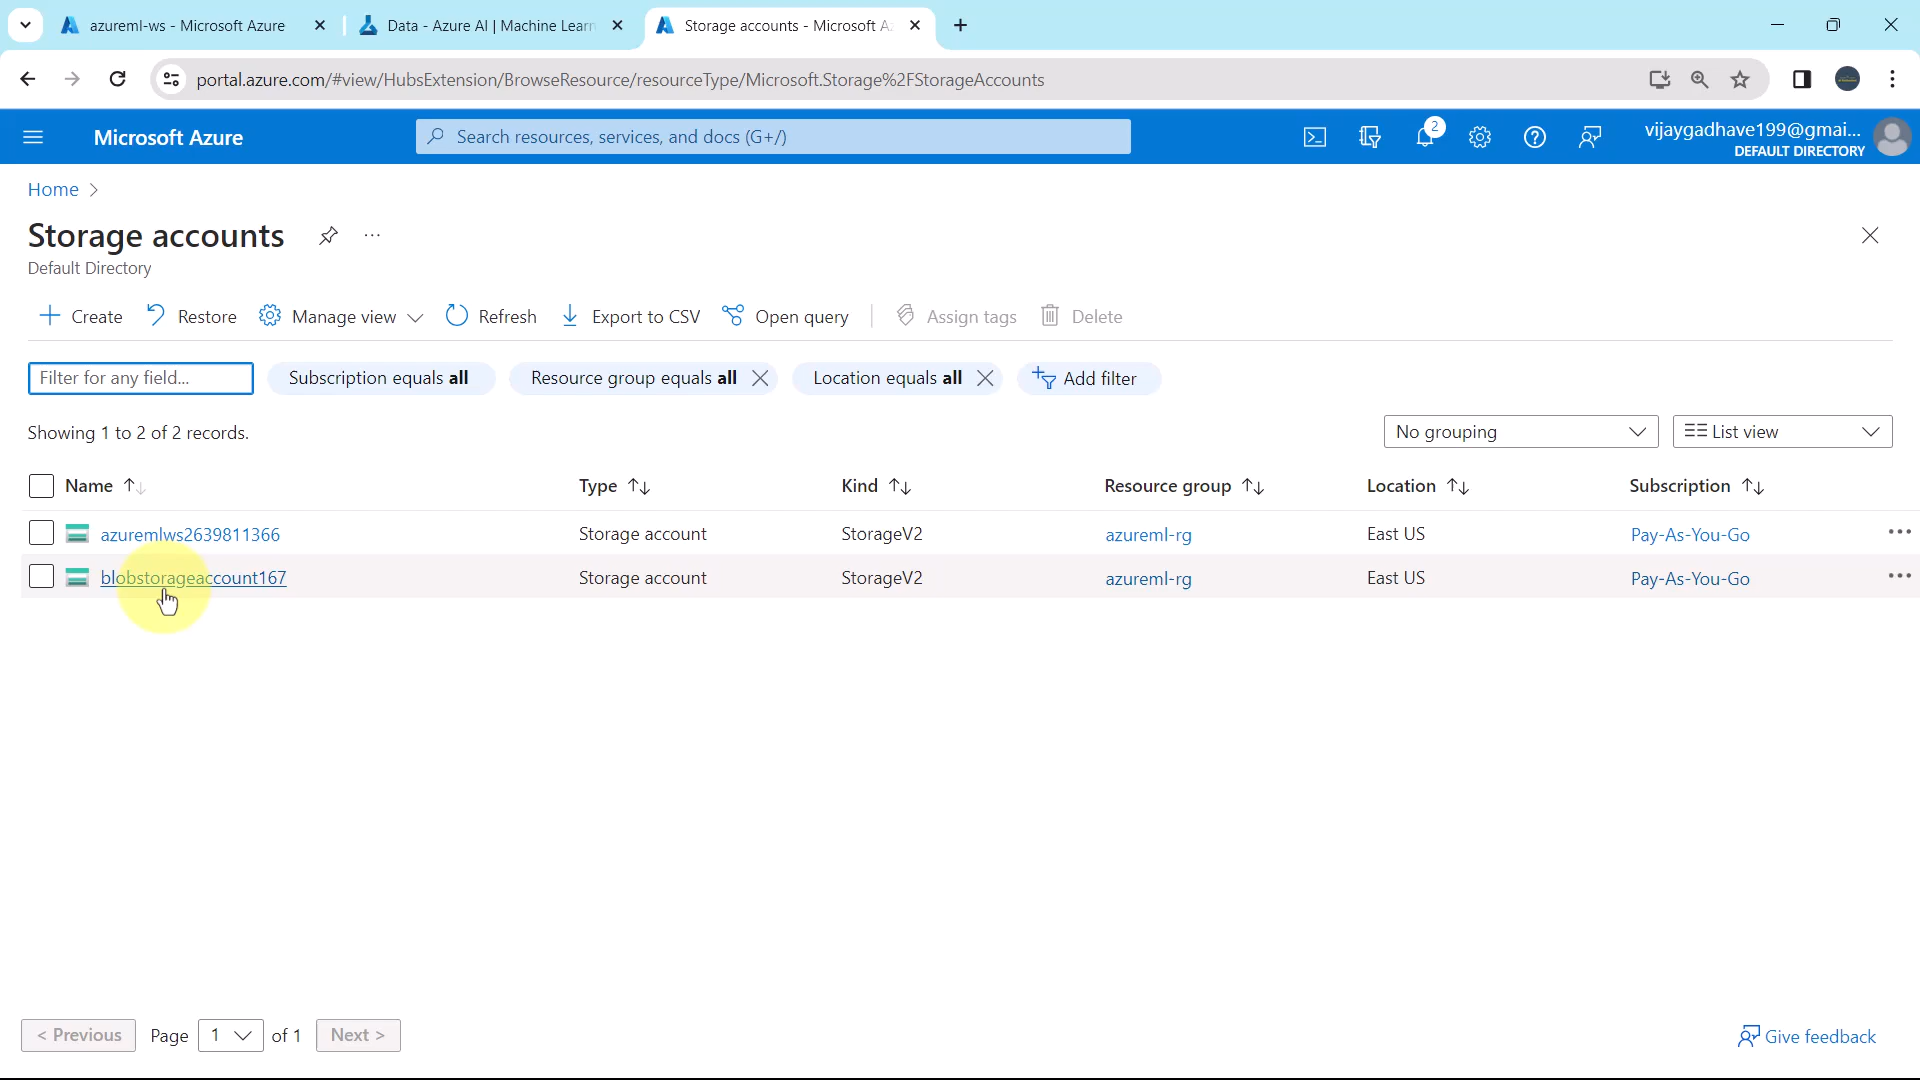 azureml-ws - Microsoft Azure
Data - Azure AI | Machine Learn
Storage accounts - Microsoft A
portal.azure.com/#view/HubsExtension/BrowseResource/resourceType/Microsoft.Storage%2FStorageAccounts
Microsoft Azure
Search resources, services, and docs (G+/)
2
vijaygadhave199@gmai...
DEFAULT DIRECTORY
Home >
Storage accounts ...
Default Directory
Create Restore Manage view Refresh Export to CSV Open query Assign tags Delete
Filter for any field... Subscription equals all Resource group equals all Location equals all Add filter
Showing 1 to 2 of 2 records. No grouping List view
Name Type Kind Resource group Location Subscription
azuremlws2639811366 Storage account StorageV2 azureml-rg East US Pay-As-You-Go ...
blobstorageaccount167 Storage account StorageV2 azureml-rg East US Pay-As-You-Go ...
< Previous Page 1 of 1 Next > Give feedback